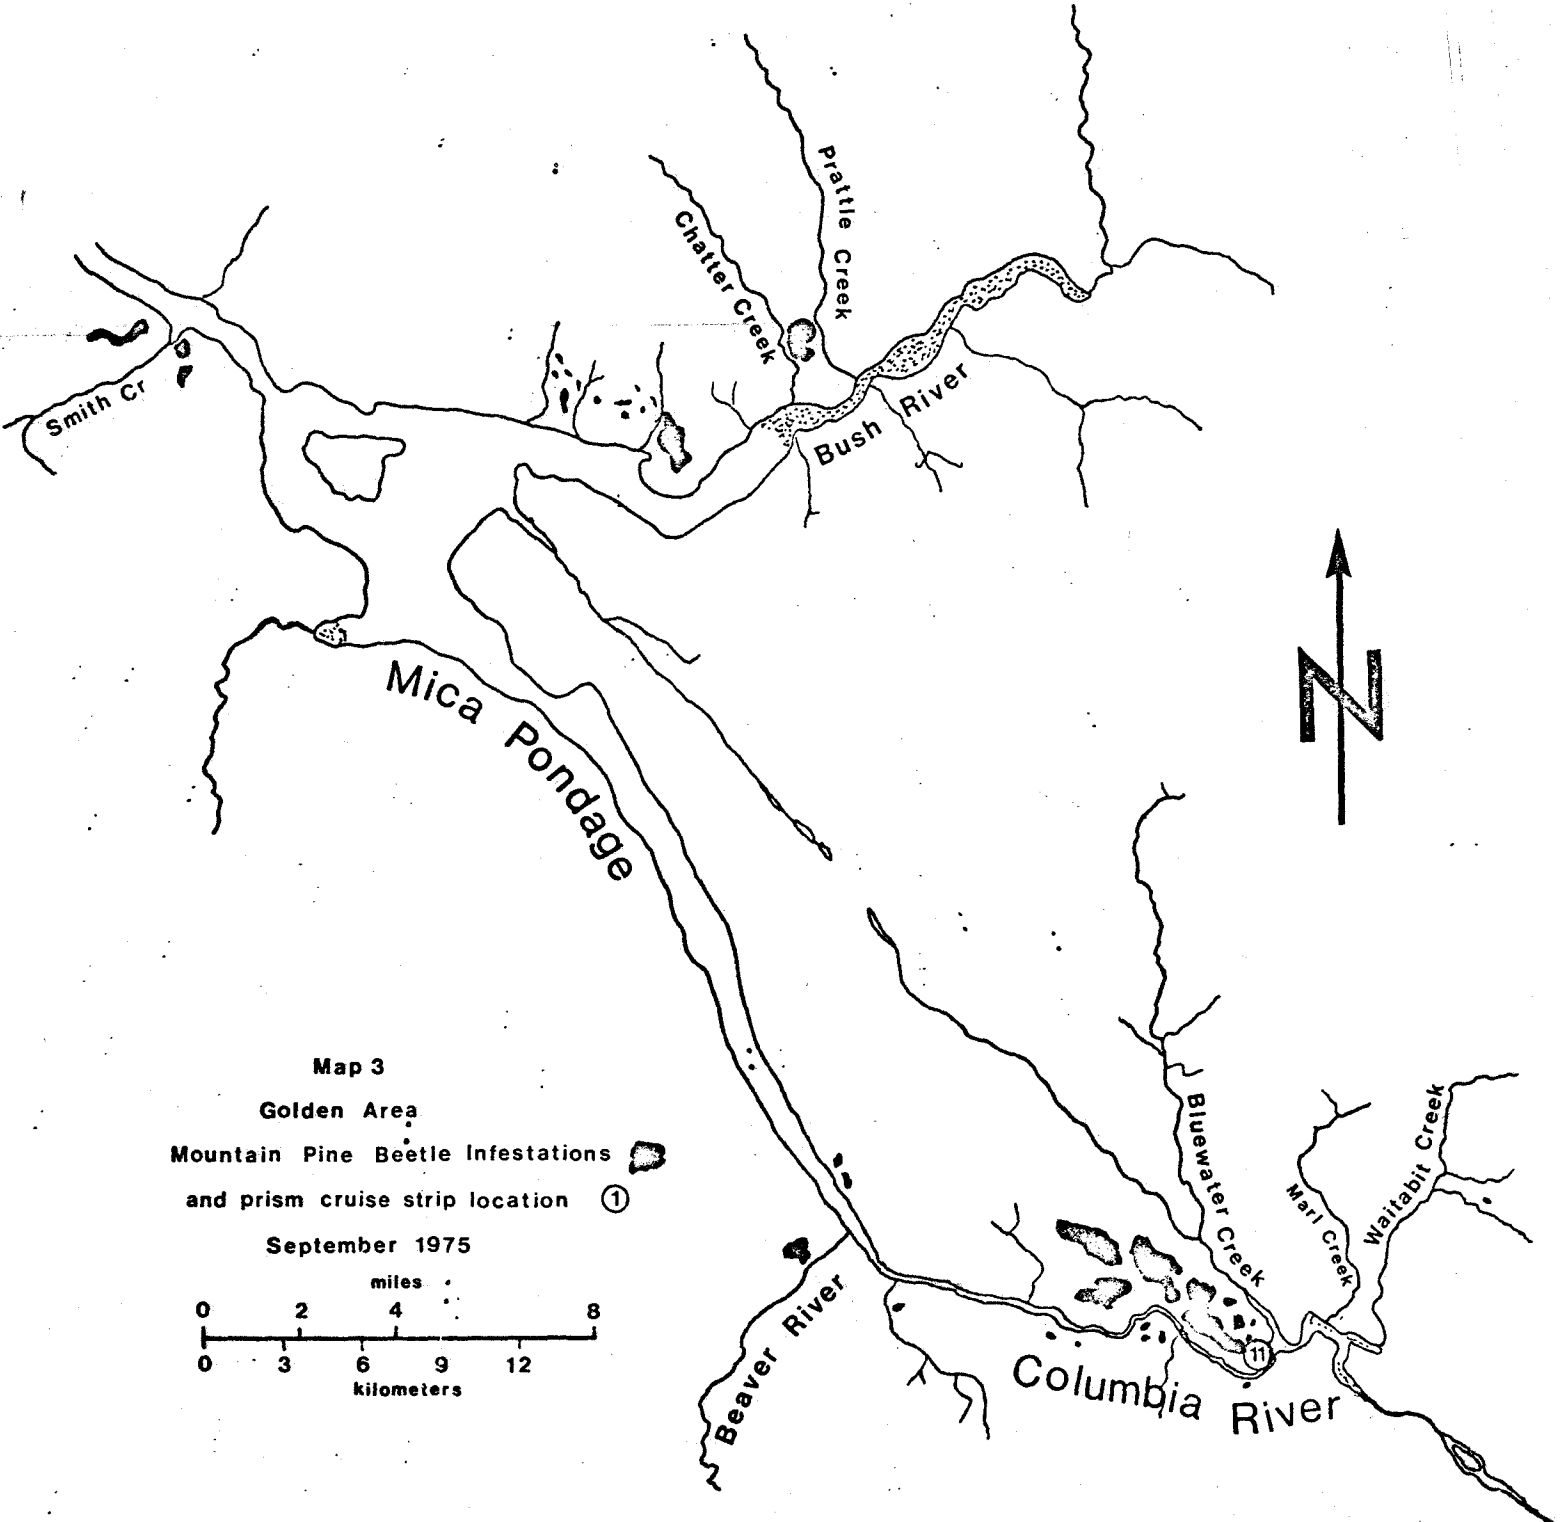 Prattle Creek
Chatter Creek
Smith Cr
Bush River
N
Mica Pondage
Map 3
Golden Area
Mountain Pine Beetle Infestations
and prism cruise strip location 1
September 1975
miles
0 2 4 8
0 3 6 9 12
kilometers
Bluewater Creek
Marl Creek
Waitabit Creek
Beaver River
11
Columbia River